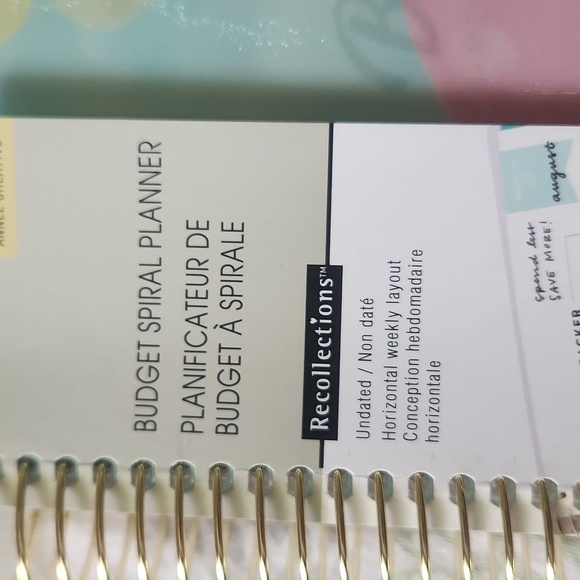 BUDGET SPIRAL PLANNER
PLANIFICATEUR DE
BUDGET À SPIRALE
Recollections™
Undated / Non daté
Horizontal weekly layout
Conception hebdomadaire
horizontale
spend less
SAVE MORE!
august